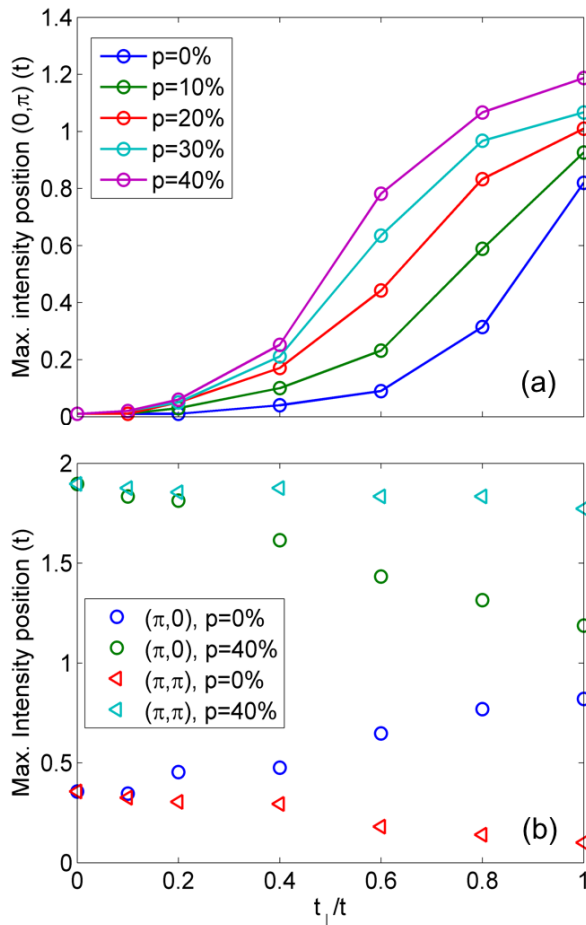 Max. intensity position (0,π) (t)
1.4
1.2
1
0.8
0.6
0.4
0.2
0
p=0%
p=10%
p=20%
p=30%
p=40%
(a)
Max. Intensity position (t)
2
1.5
1
0.5
0
(π,0), p=0%
(π,0), p=40%
(π,π), p=0%
(π,π), p=40%
(b)
0 0.2 0.4 0.6 0.8 1
t⊥/t